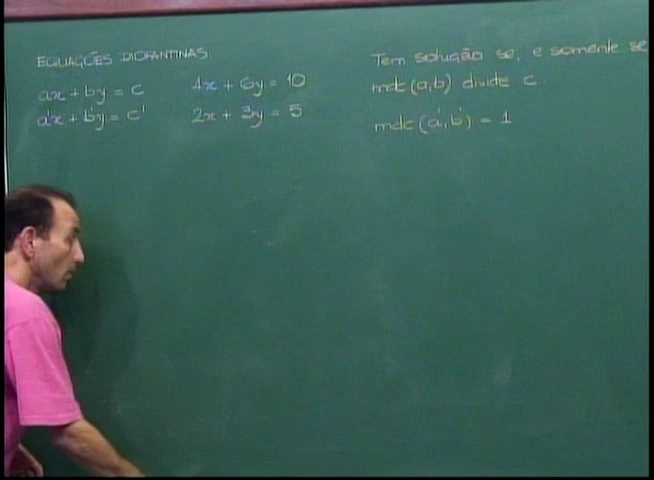 EQUAÇÕES DIOFANTINAS
ax + by = c
a'x + b'y = c'
4x + 6y = 10
2x + 3y = 5
Tem solução se, e somente se
mdc (a,b) divide c.
mdc (a',b') = 1